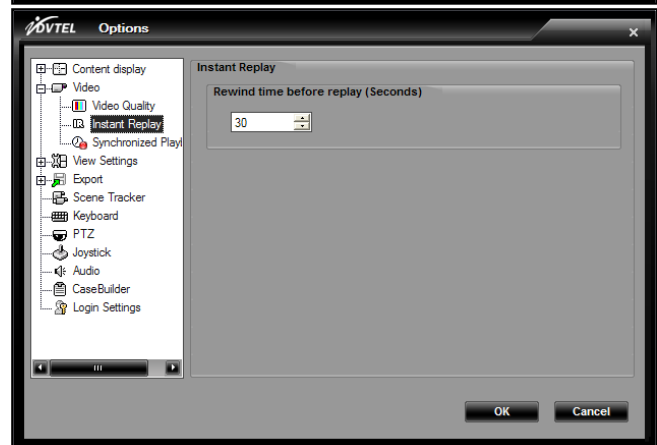 DVTEL Options
Content display
Video
Video Quality
Instant Replay
Synchronized Playl
View Settings
Export
Scene Tracker
Keyboard
PTZ
Joystick
Audio
CaseBuilder
Login Settings
Instant Replay
Rewind time before replay (Seconds)
30
OK Cancel